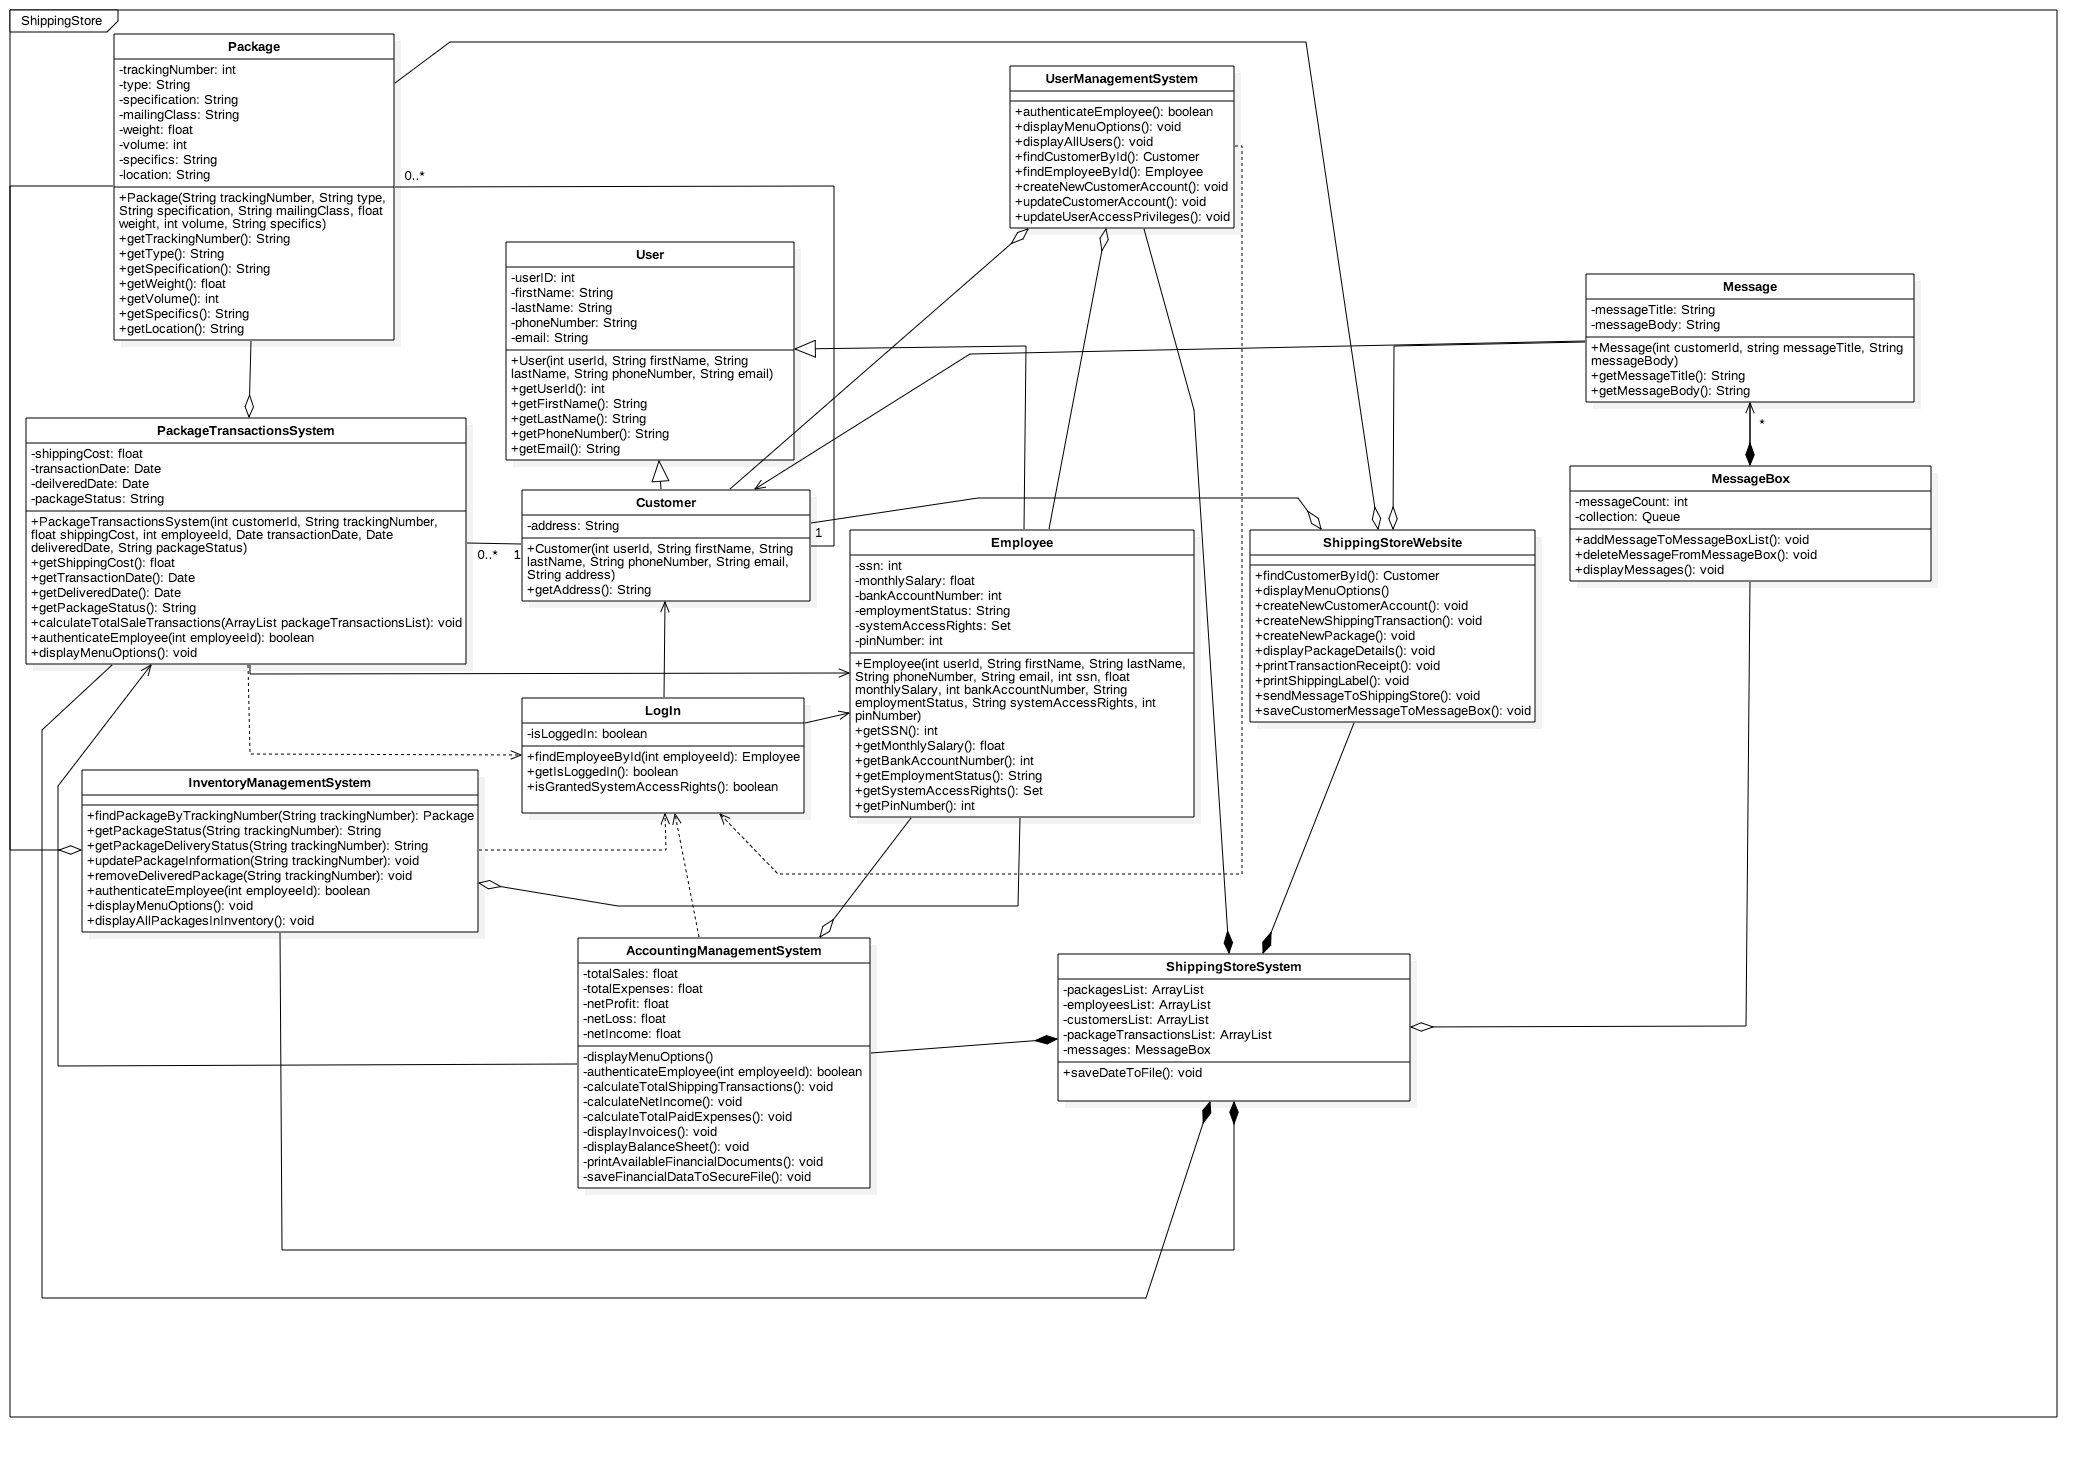 ShippingStore
Package
-trackingNumber: int
-type: String
-specification: String
-mailingClass: String
-weight: float
-volume: int
-specifics: String
-location: String
+Package(String trackingNumber, String type,
String specification, String mailingClass, float
weight, int volume, String specifics)
+getTrackingNumber(): String
+getType(): String
+getSpecification(): String
+getWeight(): float
+getVolume(): int
+getSpecifics(): String
+getLocation(): String
0..*
UserManagementSystem
+authenticateEmployee(): boolean
+displayMenuOptions(): void
+displayAllUsers(): void
+findCustomerById(): Customer
+findEmployeeById(): Employee
+createNewCustomerAccount(): void
+updateCustomerAccount(): void
+updateUserAccessPrivileges(): void
User
-userID: int
-firstName: String
-lastName: String
-phoneNumber: String
-email: String
+User(int userId, String firstName, String
lastName, String phoneNumber, String email)
+getUserId(): int
+getFirstName(): String
+getLastName(): String
+getPhoneNumber(): String
+getEmail(): String
Message
-messageTitle: String
-messageBody: String
+Message(int customerId, string messageTitle, String
messageBody)
+getMessageTitle(): String
+getMessageBody(): String
*
PackageTransactionsSystem
-shippingCost: float
-transactionDate: Date
-deilveredDate: Date
-packageStatus: String
+PackageTransactionsSystem(int customerId, String trackingNumber,
float shippingCost, int employeeId, Date transactionDate, Date
deliveredDate, String packageStatus)
+getShippingCost(): float
+getTransactionDate(): Date
+getDeliveredDate(): Date
+getPackageStatus(): String
+calculateTotalSaleTransactions(ArrayList packageTransactionsList): void
+authenticateEmployee(int employeeId): boolean
+displayMenuOptions(): void
0..*
1
Customer
-address: String
+Customer(int userId, String firstName, String
lastName, String phoneNumber, String email,
String address)
+getAddress(): String
1
Employee
-ssn: int
-monthlySalary: float
-bankAccountNumber: int
-employmentStatus: String
-systemAccessRights: Set
-pinNumber: int
+Employee(int userId, String firstName, String lastName,
String phoneNumber, String email, int ssn, float
monthlySalary, int bankAccountNumber, String
employmentStatus, String systemAccessRights, int
pinNumber)
+getSSN(): int
+getMonthlySalary(): float
+getBankAccountNumber(): int
+getEmploymentStatus(): String
+getSystemAccessRights(): Set
+getPinNumber(): int
ShippingStoreWebsite
+findCustomerById(): Customer
+displayMenuOptions()
+createNewCustomerAccount(): void
+createNewShippingTransaction(): void
+createNewPackage(): void
+displayPackageDetails(): void
+printTransactionReceipt(): void
+printShippingLabel(): void
+sendMessageToShippingStore(): void
+saveCustomerMessageToMessageBox(): void
MessageBox
-messageCount: int
-collection: Queue
+addMessageToMessageBoxList(): void
+deleteMessageFromMessageBox(): void
+displayMessages(): void
LogIn
-isLoggedIn: boolean
+findEmployeeById(int employeeId): Employee
+getIsLoggedIn(): boolean
+isGrantedSystemAccessRights(): boolean
InventoryManagementSystem
+findPackageByTrackingNumber(String trackingNumber): Package
+getPackageStatus(String trackingNumber): String
+getPackageDeliveryStatus(String trackingNumber): String
+updatePackageInformation(String trackingNumber): void
+removeDeliveredPackage(String trackingNumber): void
+authenticateEmployee(int employeeId): boolean
+displayMenuOptions(): void
+displayAllPackagesInInventory(): void
AccountingManagementSystem
-totalSales: float
-totalExpenses: float
-netProfit: float
-netLoss: float
-netIncome: float
-displayMenuOptions()
-authenticateEmployee(int employeeId): boolean
-calculateTotalShippingTransactions(): void
-calculateNetIncome(): void
-calculateTotalPaidExpenses(): void
-displayInvoices(): void
-displayBalanceSheet(): void
-printAvailableFinancialDocuments(): void
-saveFinancialDataToSecureFile(): void
ShippingStoreSystem
-packagesList: ArrayList
-employeesList: ArrayList
-customersList: ArrayList
-packageTransactionsList: ArrayList
-messages: MessageBox
+saveDateToFile(): void